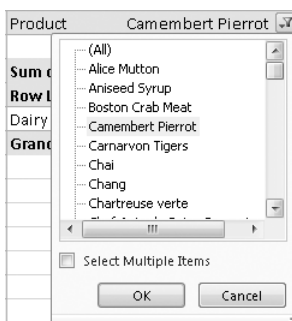 Product Camembert Pierrot
(All)
Alice Mutton
Sum
Aniseed Syrup
Row
Boston Crab Meat
Camembert Pierrot
Dairy
Carnarvon Tigers
Chai
Chang
Chartreuse verte
Select Multiple Items
OK Cancel